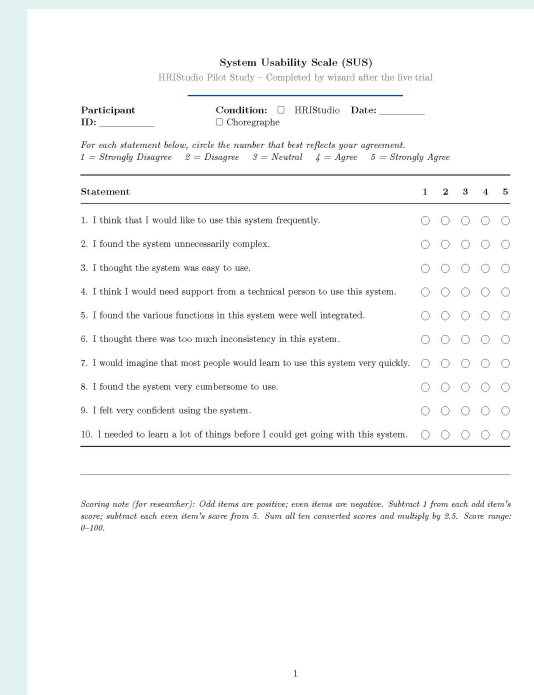 System Usability Scale (SUS)
HRIStudio Pilot Study – Completed by wizard after the live trial
Participant ID: __________
Condition: ☐ HRIStudio ☐ Choregraphe
Date: ________
For each statement below, circle the number that best reflects your agreement.
1 = Strongly Disagree 2 = Disagree 3 = Neutral 4 = Agree 5 = Strongly Agree
Statement 1 2 3 4 5
1. I think that I would like to use this system frequently. ○ ○ ○ ○ ○
2. I found the system unnecessarily complex. ○ ○ ○ ○ ○
3. I thought the system was easy to use. ○ ○ ○ ○ ○
4. I think I would need support from a technical person to use this system. ○ ○ ○ ○ ○
5. I found the various functions in this system were well integrated. ○ ○ ○ ○ ○
6. I thought there was too much inconsistency in this system. ○ ○ ○ ○ ○
7. I would imagine that most people would learn to use this system very quickly. ○ ○ ○ ○ ○
8. I found the system very cumbersome to use. ○ ○ ○ ○ ○
9. I felt very confident using the system. ○ ○ ○ ○ ○
10. I needed to learn a lot of things before I could get going with this system. ○ ○ ○ ○ ○
Scoring note (for researcher): Odd items are positive; even items are negative. Subtract 1 from each odd item's
score; subtract each even item's score from 5. Sum all ten converted scores and multiply by 2.5. Score range:
0–100.
1